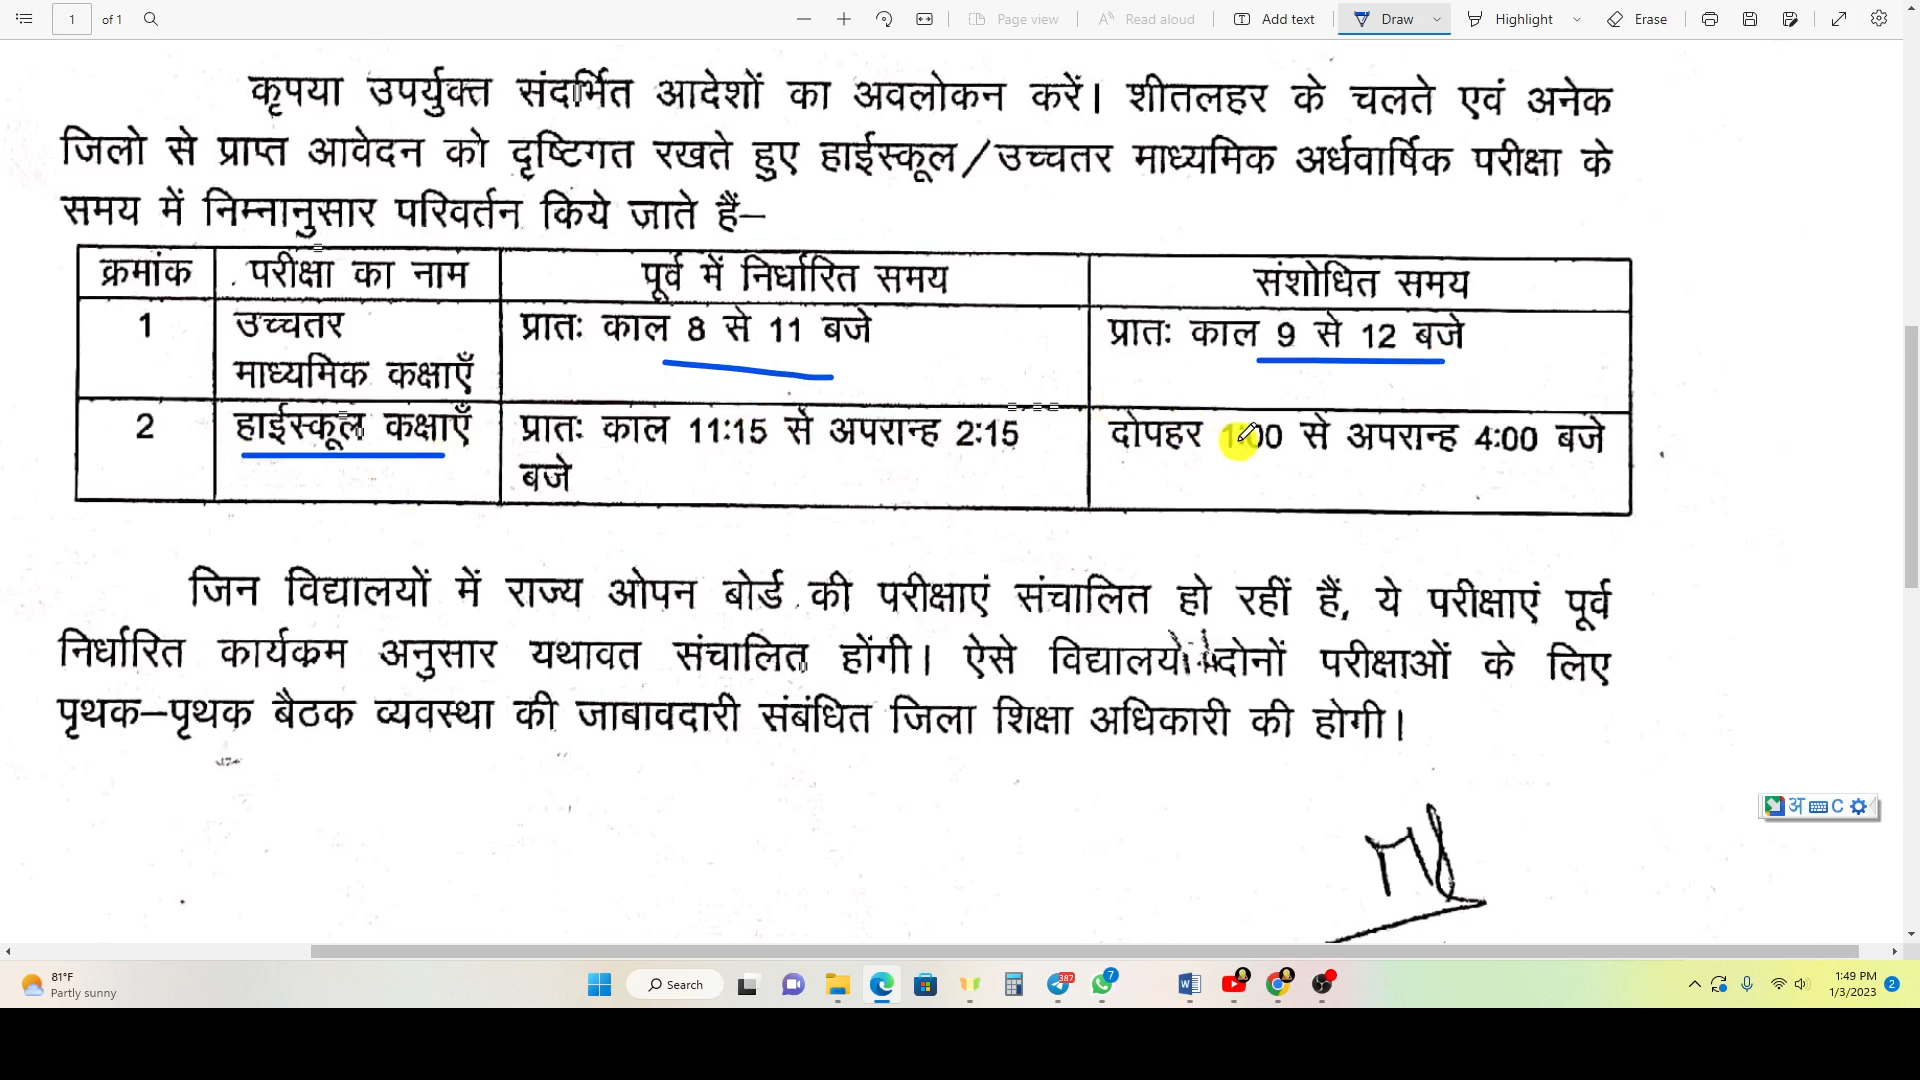 1 of 1 Page view Read aloud Add text Draw Highlight Erase
कृपया उपर्युक्त संदर्भित आदेशों का अवलोकन करें। शीतलहर के चलते एवं अनेक
जिलो से प्राप्त आवेदन को दृष्टिगत रखते हुए हाईस्कूल/उच्चतर माध्यमिक अर्धवार्षिक परीक्षा के
समय में निम्नानुसार परिवर्तन किये जाते हैं–
क्रमांक परीक्षा का नाम पूर्व में निर्धारित समय संशोधित समय
1 उच्चतर प्रातः काल 8 से 11 बजे प्रातः काल 9 से 12 बजे
माध्यमिक कक्षाएँ
2 हाईस्कूल कक्षाएँ प्रातः काल 11:15 से अपरान्ह 2:15 दोपहर 1:00 से अपरान्ह 4:00 बजे
बजे
जिन विद्यालयों में राज्य ओपन बोर्ड की परीक्षाएं संचालित हो रहीं हैं, ये परीक्षाएं पूर्व
निर्धारित कार्यक्रम अनुसार यथावत संचालित होंगी। ऐसे विद्यालयों दोनों परीक्षाओं के लिए
पृथक–पृथक बैठक व्यवस्था की जाबावदारी संबंधित जिला शिक्षा अधिकारी की होगी।
अ C
81°F
Partly sunny
Search
387
7
1:49 PM
1/3/2023
2